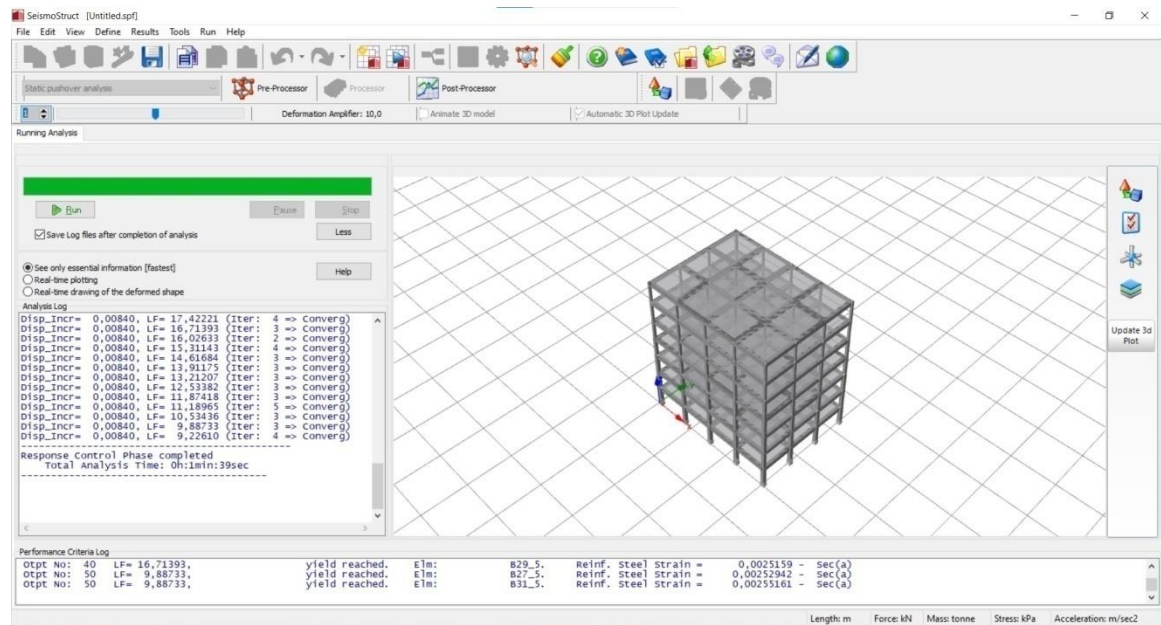 SeismoStruct [Untitled.spf]
File Edit View Define Results Tools Run Help
Static pushover analysis
Pre-Processor
Processor
Post-Processor
1
Deformation Amplifier: 10,0
Animate 3D model
Automatic 3D Plot Update
Running Analysis
Run
Pause
Stop
Save Log files after completion of analysis
Less
See only essential information [fastest]
Help
Real-time plotting
Real-time drawing of the deformed shape
Analysis Log
Disp_Incr= 0,00840, LF= 17,42221 (Iter: 4 => Converg)
Disp_Incr= 0,00840, LF= 16,71393 (Iter: 3 => Converg)
Disp_Incr= 0,00840, LF= 16,02633 (Iter: 2 => Converg)
Disp_Incr= 0,00840, LF= 15,31143 (Iter: 4 => Converg)
Disp_Incr= 0,00840, LF= 14,61684 (Iter: 3 => Converg)
Disp_Incr= 0,00840, LF= 13,91175 (Iter: 3 => Converg)
Disp_Incr= 0,00840, LF= 13,21207 (Iter: 3 => Converg)
Disp_Incr= 0,00840, LF= 12,53382 (Iter: 3 => Converg)
Disp_Incr= 0,00840, LF= 11,87418 (Iter: 3 => Converg)
Disp_Incr= 0,00840, LF= 11,18965 (Iter: 5 => Converg)
Disp_Incr= 0,00840, LF= 10,53436 (Iter: 3 => Converg)
Disp_Incr= 0,00840, LF= 9,88733 (Iter: 3 => Converg)
Disp_Incr= 0,00840, LF= 9,22610 (Iter: 4 => Converg)
Response Control Phase completed
Total Analysis Time: 0h:1min:39sec
Y
X
Update 3d
Plot
Performance Criteria Log
Otpt No: 40 LF= 16,71393, yield reached. Elm: B29_5. Reinf. Steel Strain = 0,0025159 - Sec(a)
Otpt No: 50 LF= 9,88733, yield reached. Elm: B27_5. Reinf. Steel Strain = 0,00252942 - Sec(a)
Otpt No: 50 LF= 9,88733, yield reached. Elm: B31_5. Reinf. Steel Strain = 0,00255161 - Sec(a)
Length: m Force: kN Mass: tonne Stress: kPa Acceleration: m/sec2